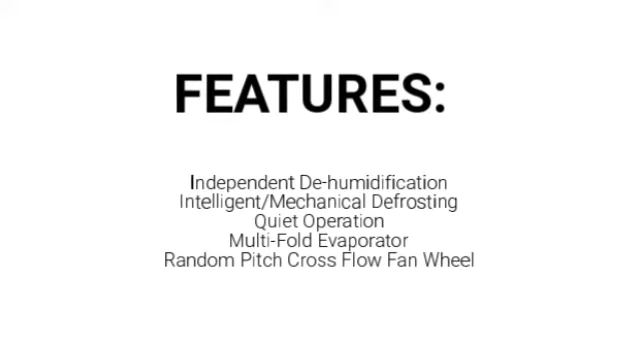 FEATURES:
Independent De-humidification
Intelligent/Mechanical Defrosting
Quiet Operation
Multi-Fold Evaporator
Random Pitch Cross Flow Fan Wheel